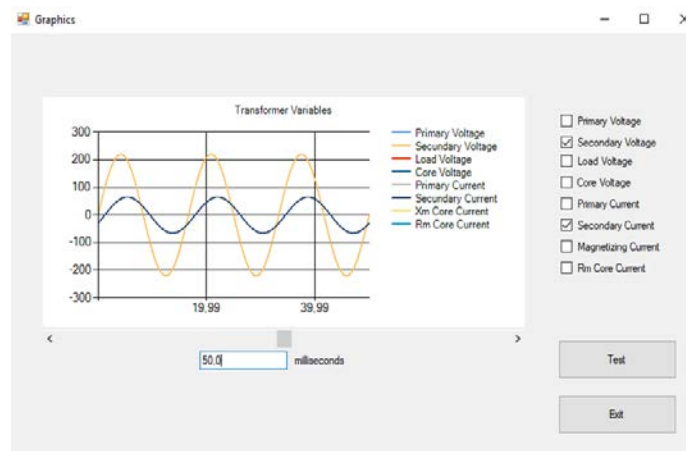 Graphics
Transformer Variables
300
200
100
0
-100
-200
-300
19,99
39,99
Primary Voltage
Secundary Voltage
Load Voltage
Core Voltage
Primary Current
Secundary Current
Xm Core Current
Rm Core Current
Primary Voltage
Secondary Voltage
Load Voltage
Core Voltage
Primary Current
Secondary Current
Magnetizing Current
Rm Core Current
50,0
milliseconds
Test
Exit